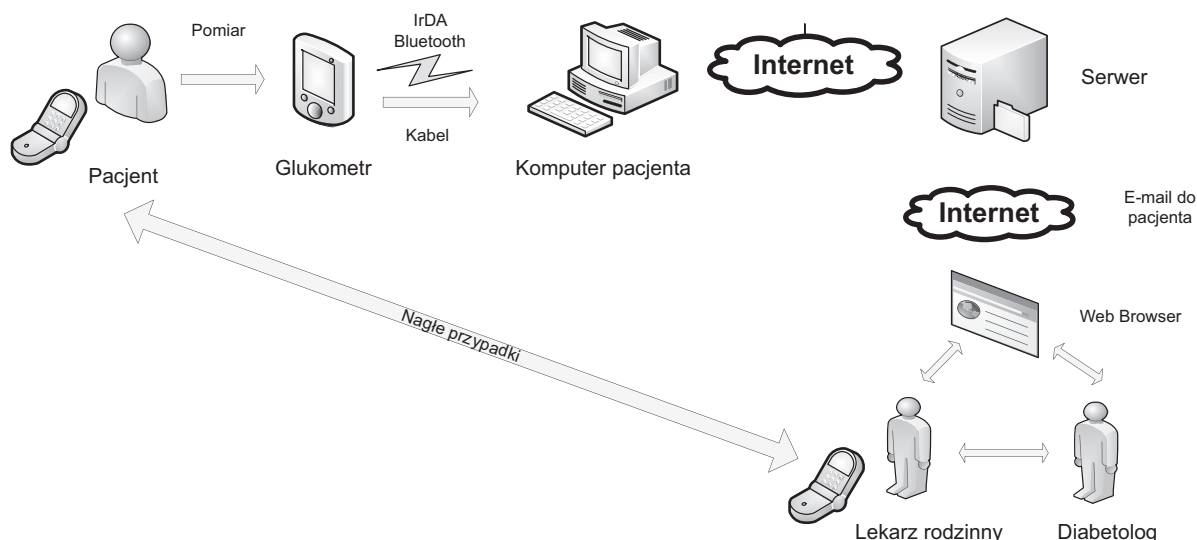 Pomiar
IrDA
Bluetooth
Kabel
Internet
Serwer
Pacjent
Glukometr
Komputer pacjenta
Internet
E-mail do
pacjenta
Web Browser
Nagłe przypadki
Lekarz rodzinny
Diabetolog